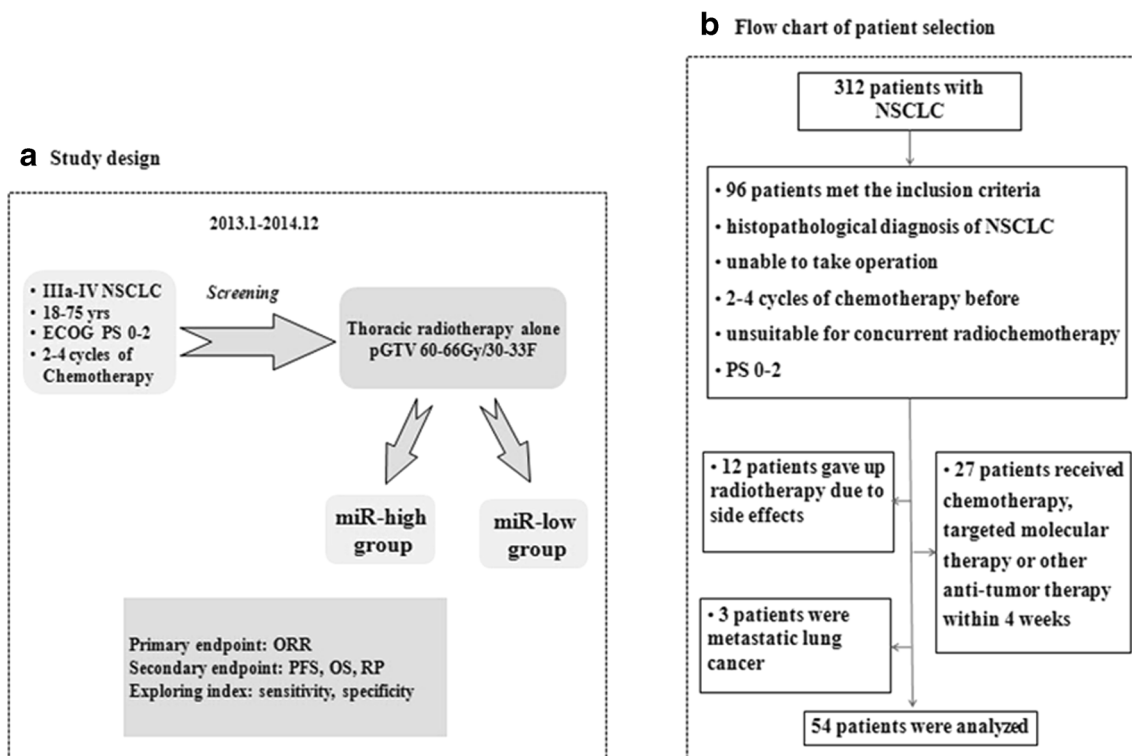 a Study design
2013.1-2014.12
• IIIa-IV NSCLC
• 18-75 yrs
• ECOG PS 0-2
• 2-4 cycles of
Chemotherapy
Screening
Thoracic radiotherapy alone
pGTV 60-66Gy/30-33F
miR-high
group
miR-low
group
Primary endpoint: ORR
Secondary endpoint: PFS, OS, RP
Exploring index: sensitivity, specificity
b Flow chart of patient selection
312 patients with
NSCLC
• 96 patients met the inclusion criteria
• histopathological diagnosis of NSCLC
• unable to take operation
• 2-4 cycles of chemotherapy before
• unsuitable for concurrent radiochemotherapy
• PS 0-2
• 12 patients gave up
radiotherapy due to
side effects
• 27 patients received
chemotherapy,
targeted molecular
therapy or other
anti-tumor therapy
within 4 weeks
• 3 patients were
metastatic lung
cancer
54 patients were analyzed